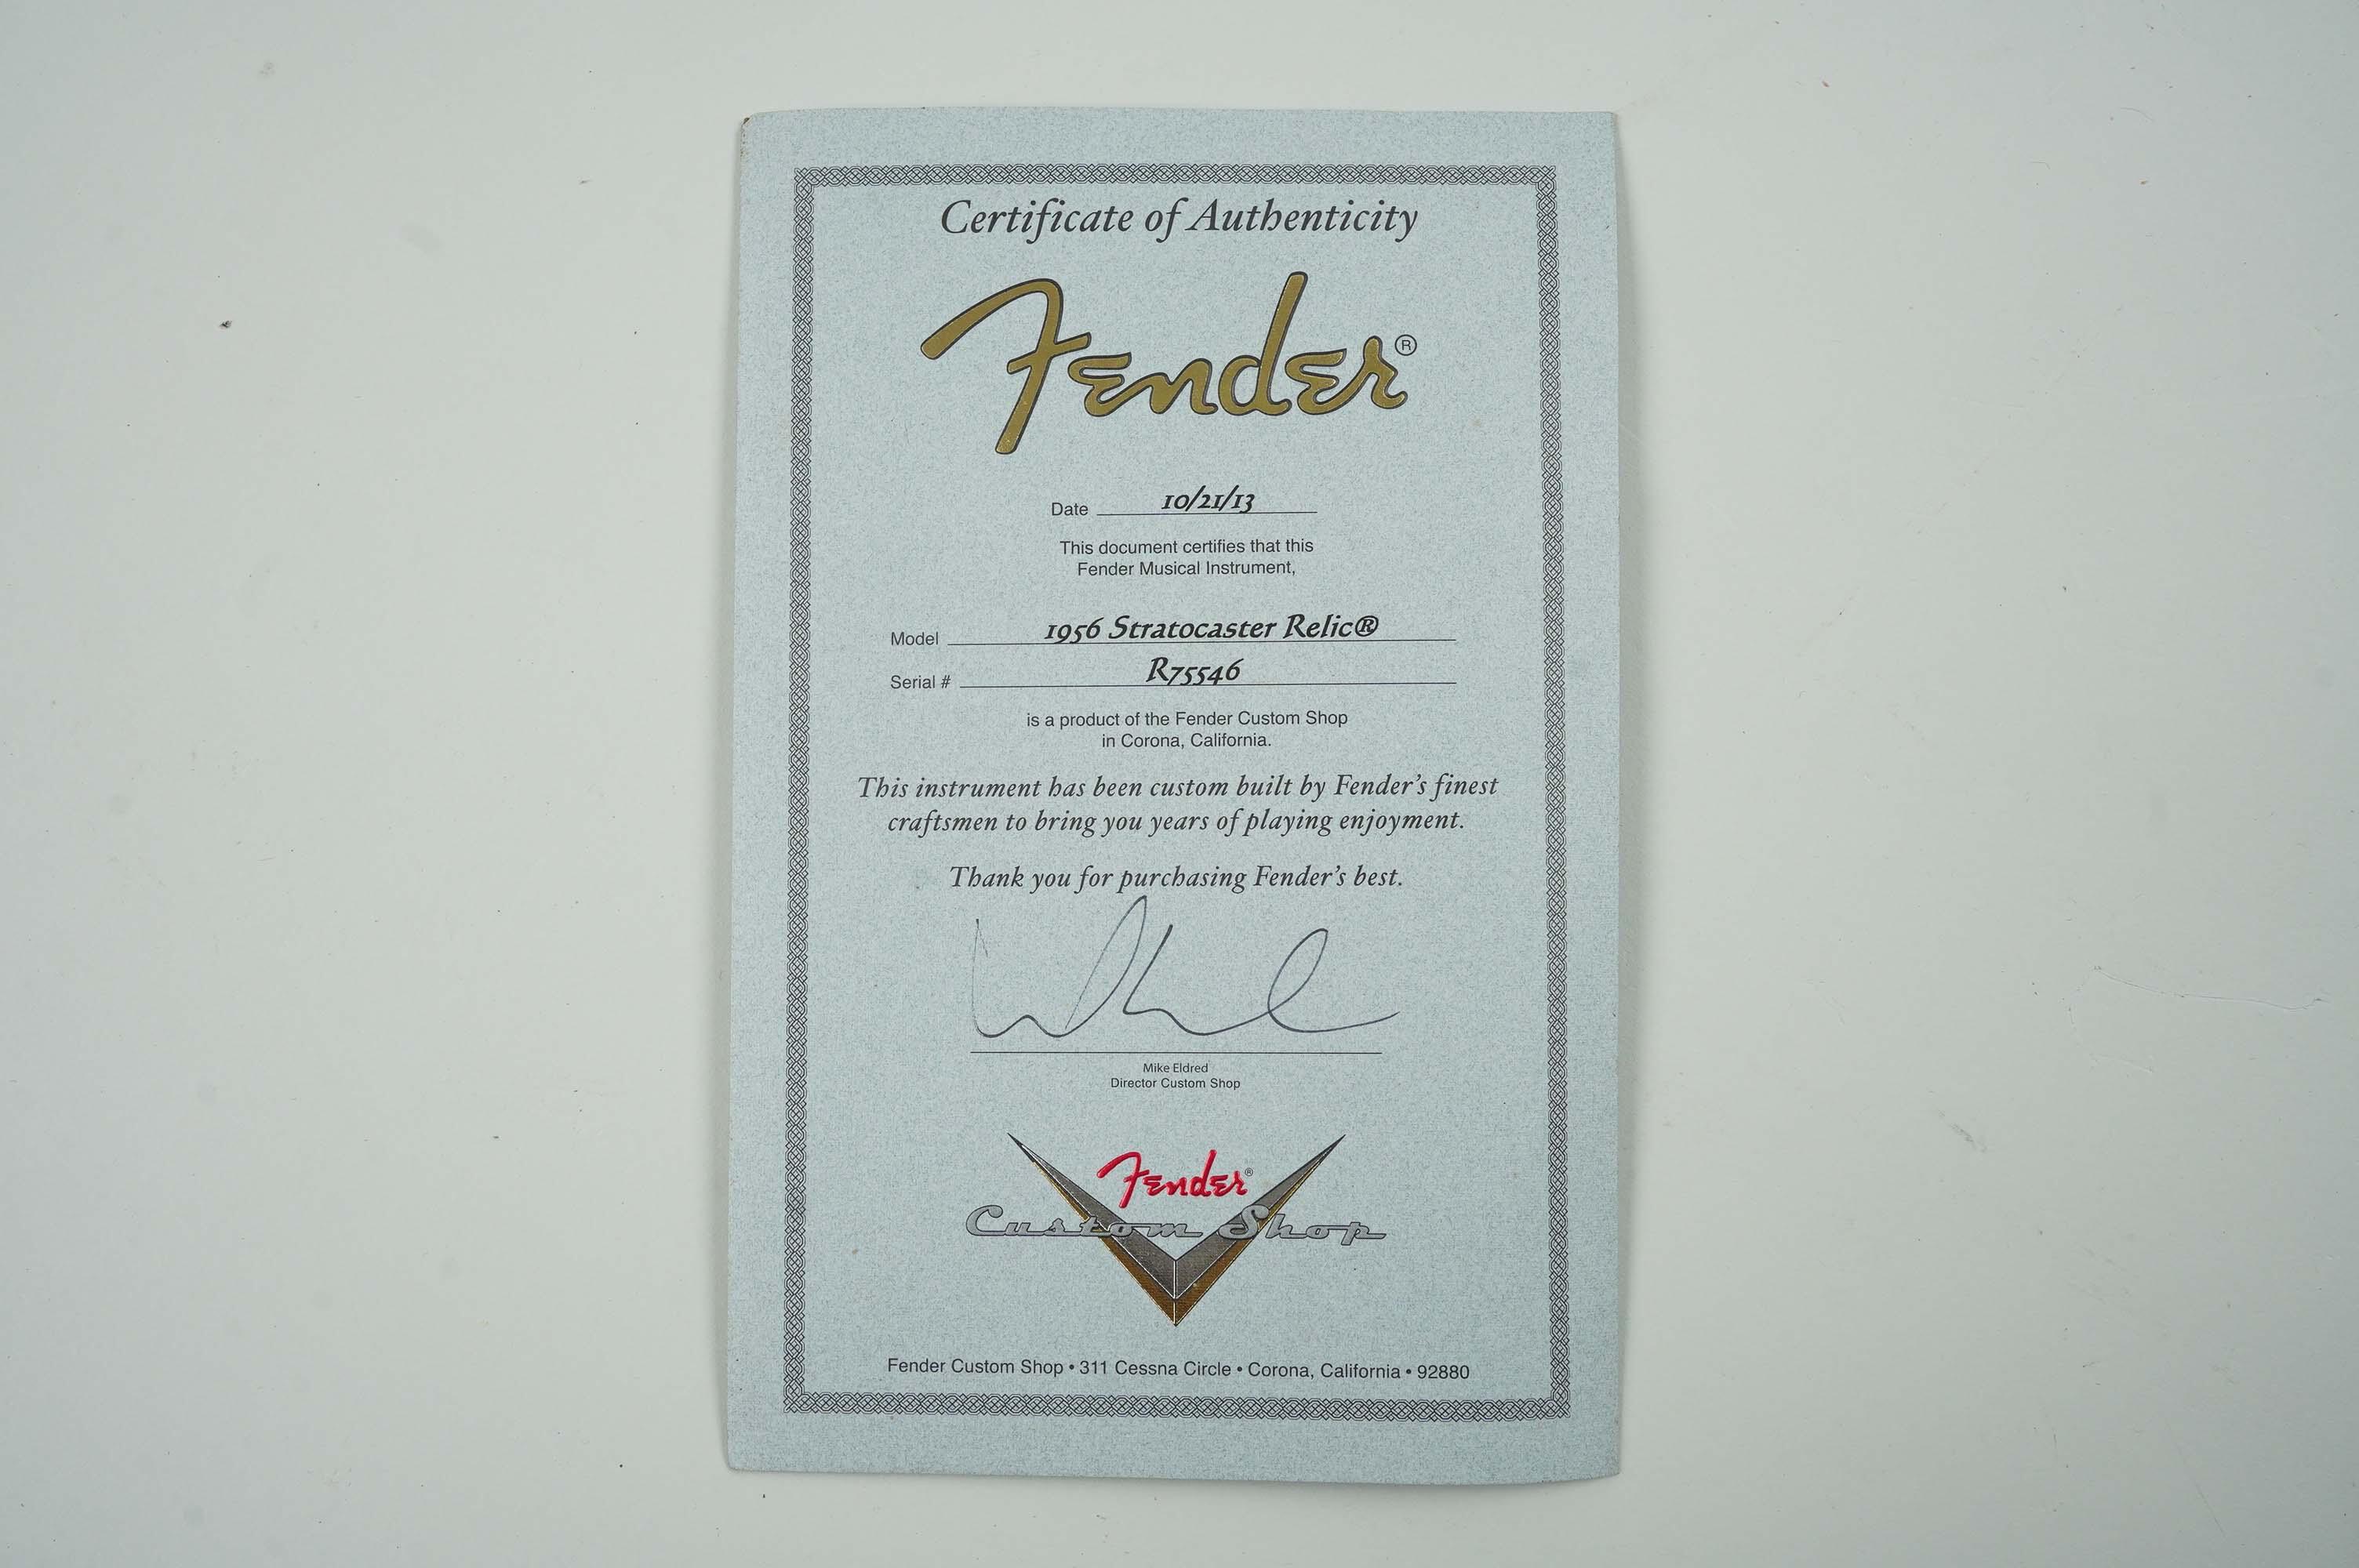 Certificate of Authenticity
Fender®
Date 10/21/13
This document certifies that this
Fender Musical Instrument,
Model 1956 Stratocaster Relic®
Serial # R75546
is a product of the Fender Custom Shop
in Corona, California.
This instrument has been custom built by Fender's finest
craftsmen to bring you years of playing enjoyment.
Thank you for purchasing Fender's best.
Mike Eldred
Director Custom Shop
Fender®
Custom Shop
Fender Custom Shop • 311 Cessna Circle • Corona, California • 92880